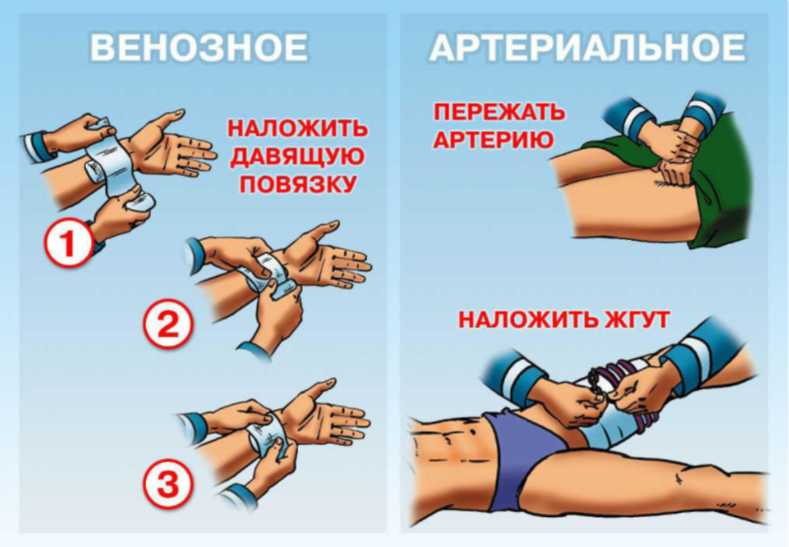 ВЕНОЗНОЕ
НАЛОЖИТЬ
ДАВЯЩУЮ
ПОВЯЗКУ
1
2
3
АРТЕРИАЛЬНОЕ
ПЕРЕЖАТЬ
АРТЕРИЮ
НАЛОЖИТЬ ЖГУТ